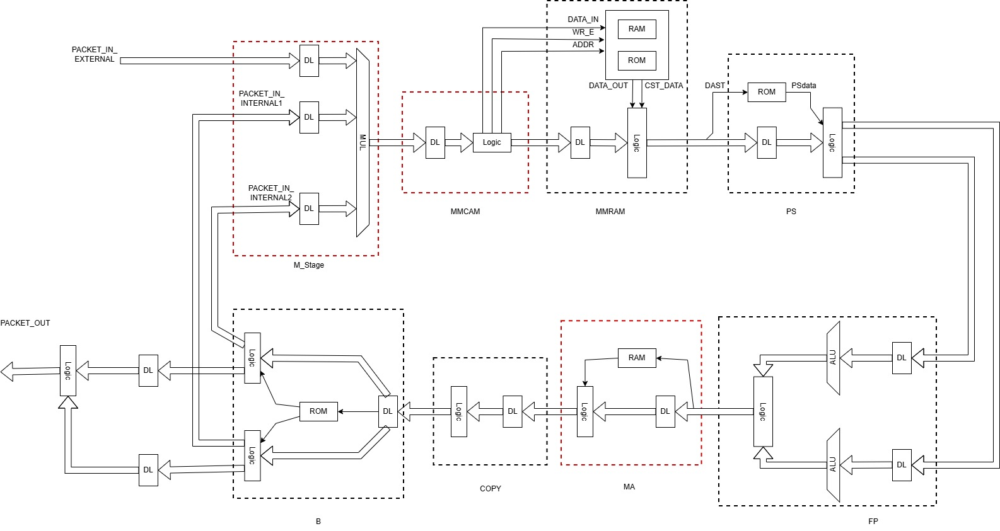 DATA_IN
RAM
WR_E
ADDR
ROM
PACKET_IN_
EXTERNAL
DL
DATA_OUT
CST_DATA
DAST
ROM
PSdata
PACKET_IN_
INTERNAL1
DL
MUL
DL
Logic
DL
Logic
DL
Logic
PACKET_IN_
INTERNAL2
DL
MMCAM
MMRAM
PS
M_Stage
PACKET_OUT
Logic
DL
Logic
RAM
ALU
DL
ROM
DL
Logic
DL
Logic
DL
Logic
Logic
DL
ALU
DL
COPY
MA
B
FP